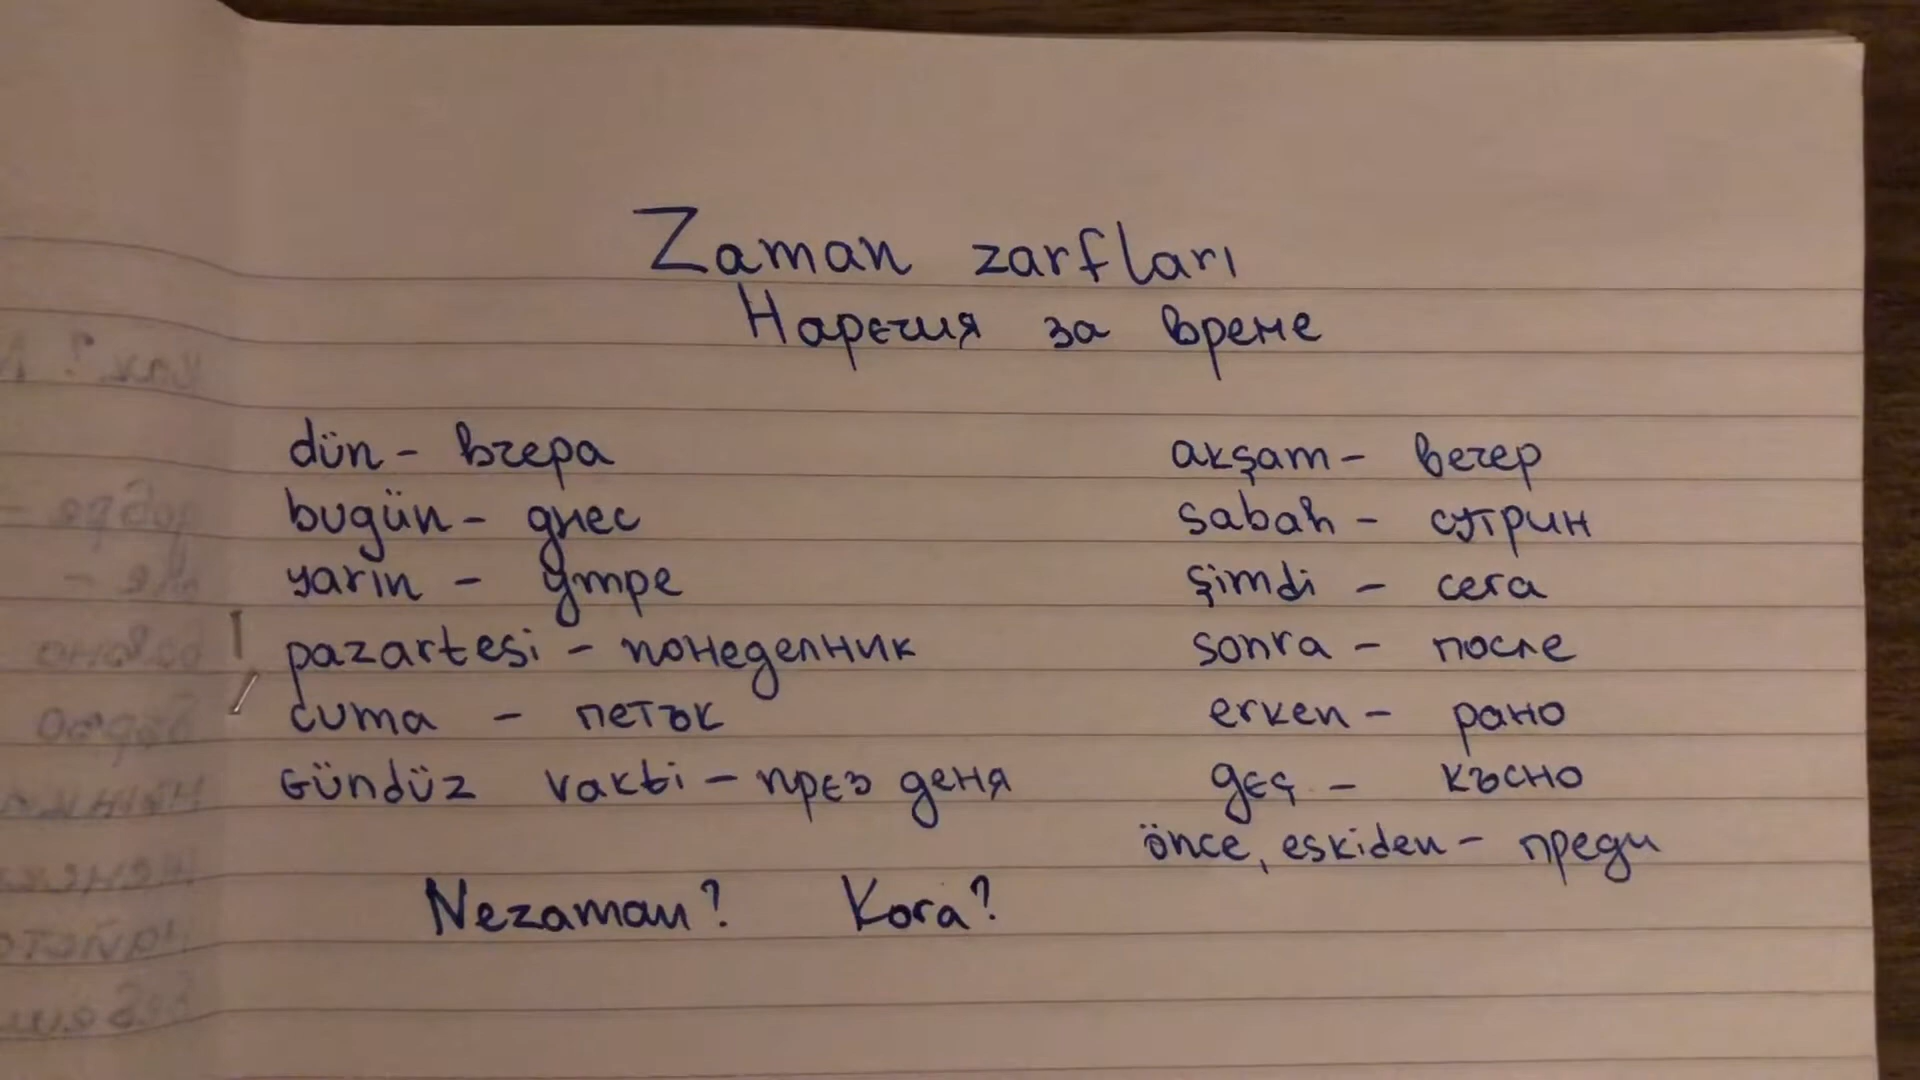 Zaman zarfları
Наречия за време
dün - вчера
bugün - днес
yarın - утре
pazartesi - понеделник
cuma - петък
Gündüz vakti - през деня
akşam - вечер
sabah - сутрин
şimdi - сега
sonra - после
erken - рано
geç - късно
önce, eskiden - преди
Nezaman? Кога?